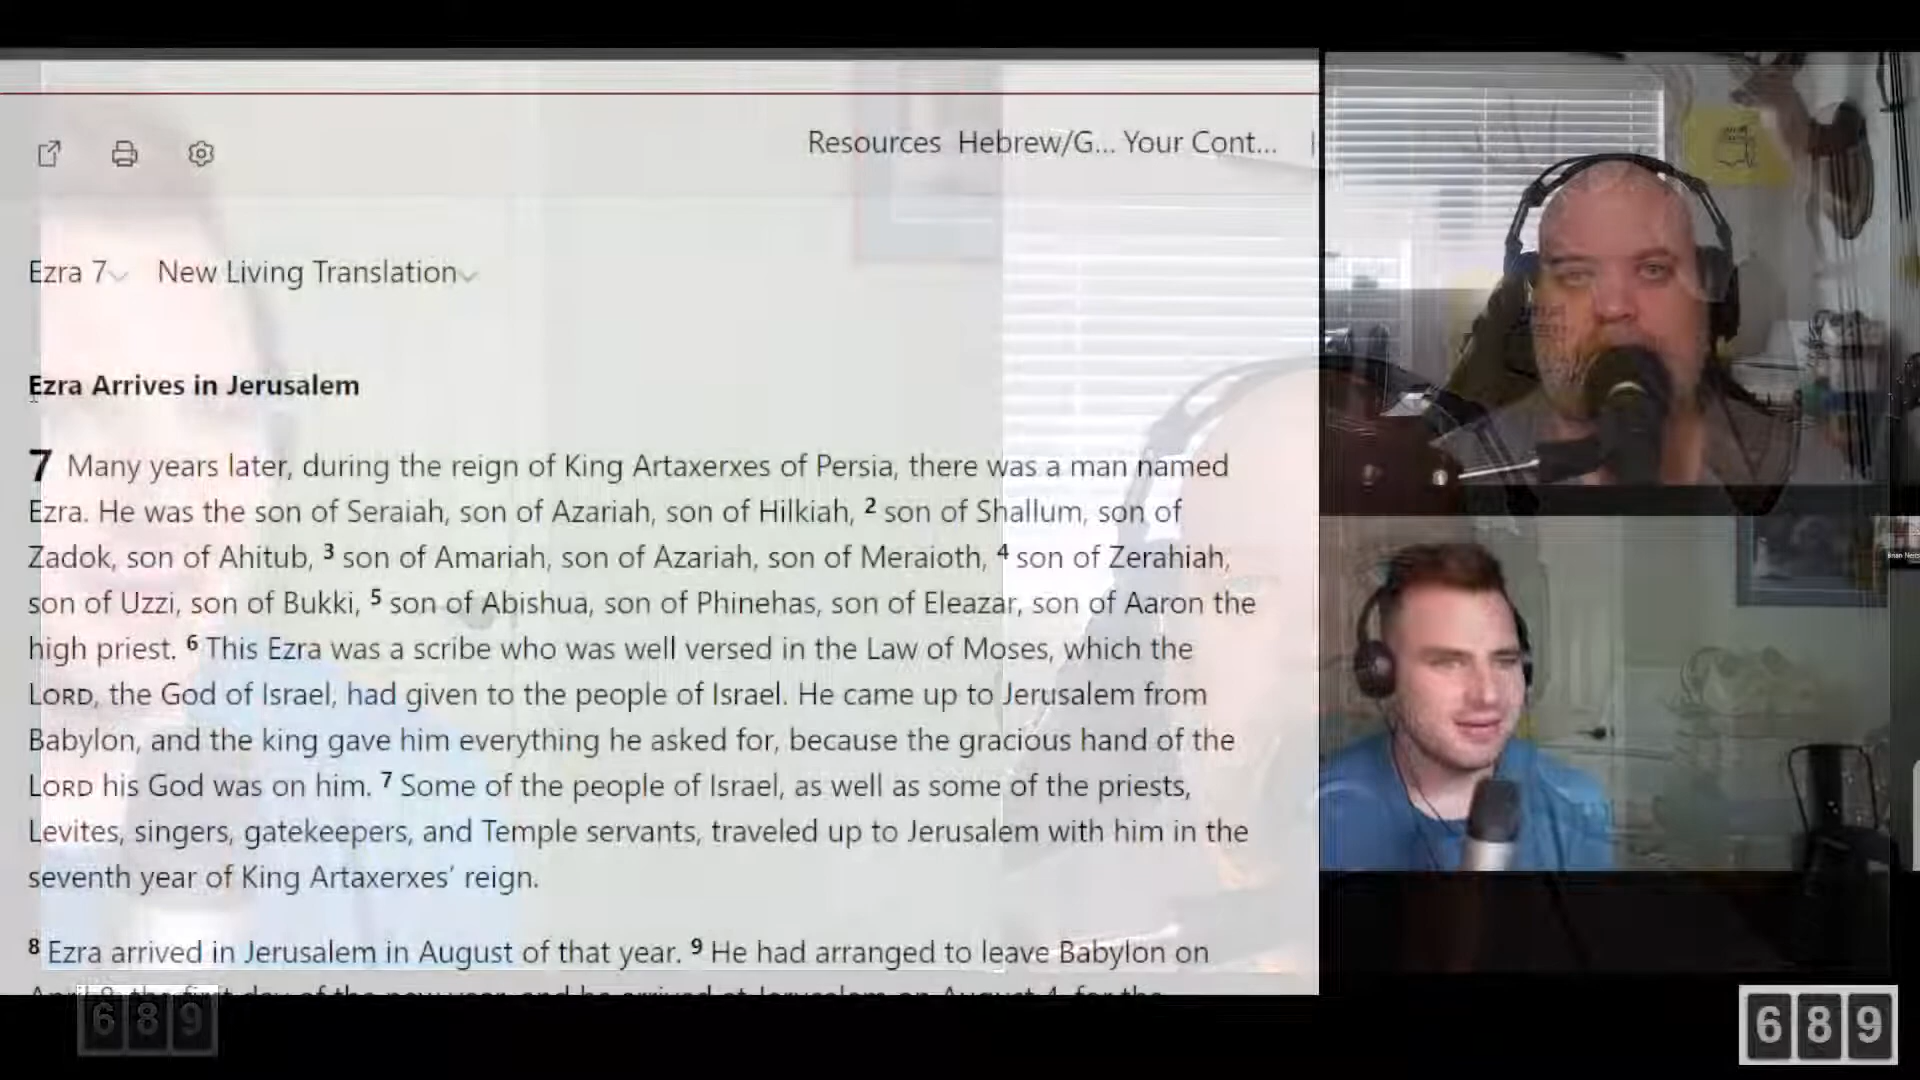 Resources Hebrew/G... Your Cont...
Ezra 7 New Living Translation
Ezra Arrives in Jerusalem
7 Many years later, during the reign of King Artaxerxes of Persia, there was a man named
Ezra. He was the son of Seraiah, son of Azariah, son of Hilkiah, 2 son of Shallum, son of
Zadok, son of Ahitub, 3 son of Amariah, son of Azariah, son of Meraioth, 4 son of Zerahiah,
son of Uzzi, son of Bukki, 5 son of Abishua, son of Phinehas, son of Eleazar, son of Aaron the
high priest. 6 This Ezra was a scribe who was well versed in the Law of Moses, which the
LORD, the God of Israel, had given to the people of Israel. He came up to Jerusalem from
Babylon, and the king gave him everything he asked for, because the gracious hand of the
LORD his God was on him. 7 Some of the people of Israel, as well as some of the priests,
Levites, singers, gatekeepers, and Temple servants, traveled up to Jerusalem with him in the
seventh year of King Artaxerxes’ reign.
8 Ezra arrived in Jerusalem in August of that year. 9 He had arranged to leave Babylon on
689
689